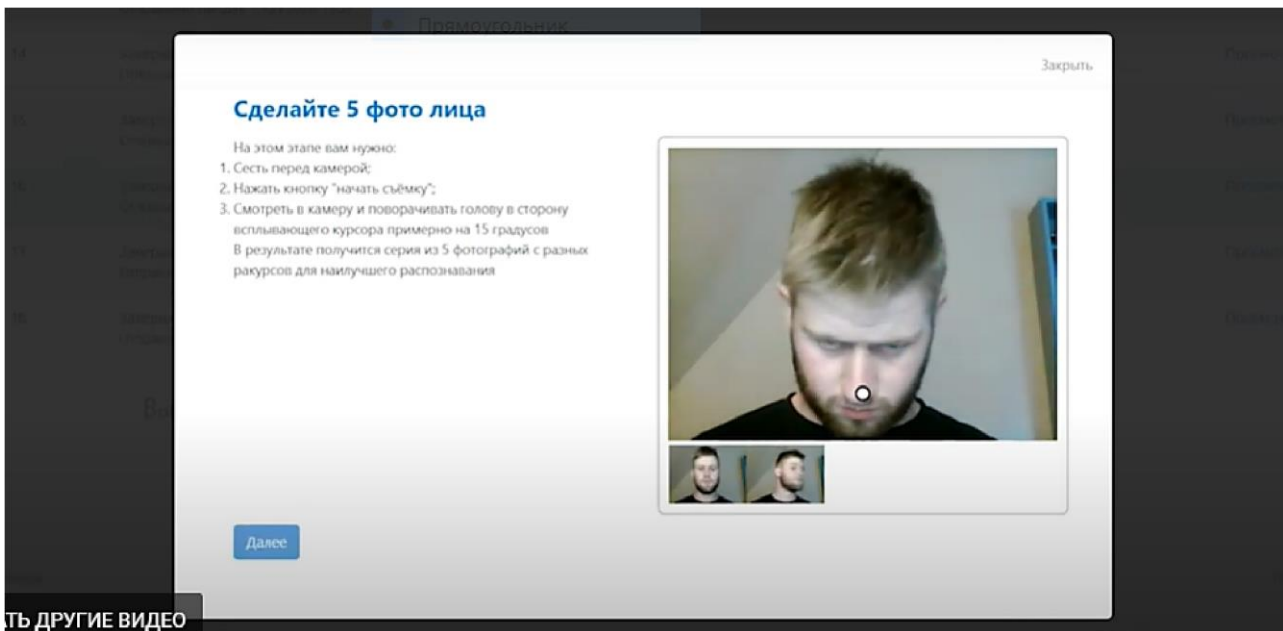 Прямоугольник
Закрыть
Сделайте 5 фото лица
На этом этапе вам нужно:
1. Сесть перед камерой;
2. Нажать кнопку "начать съёмку";
3. Смотреть в камеру и поворачивать голову в сторону
всплывающего курсора примерно на 15 градусов
В результате получится серия из 5 фотографий с разных
ракурсов для наилучшего распознавания
Далее
ТЬ ДРУГИЕ ВИДЕО